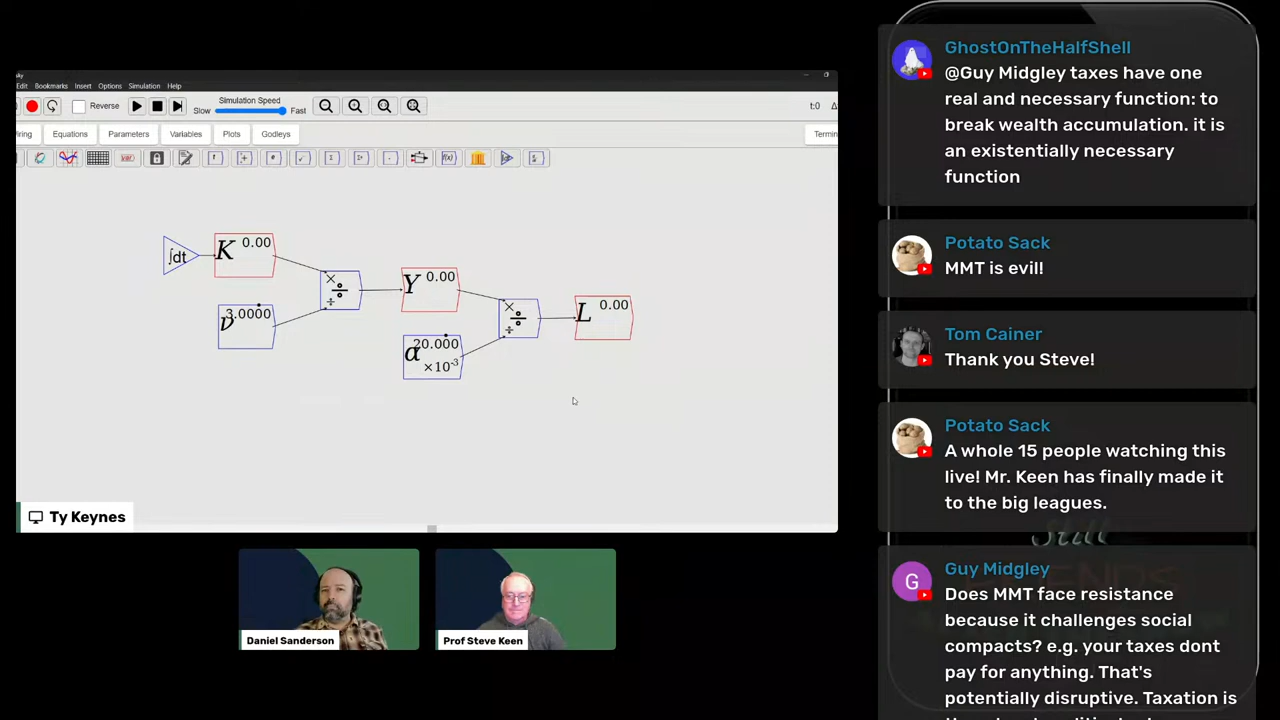 sky
Edit Bookmarks Insert Options Simulation Help
Reverse
Simulation Speed
Slow
Fast
t:0 Δ
iring Equations Parameters Variables Plots Godleys
Termin
∫dt
K 0.00
ν 3.0000
× ÷ ÷
Y 0.00
α 20.000
×10-3
× ÷ ÷
L 0.00
Ty Keynes
Daniel Sanderson
Prof Steve Keen
GhostOnTheHalfShell
@Guy Midgley taxes have one
real and necessary function: to
break wealth accumulation. it is
an existentially necessary
function
Potato Sack
MMT is evil!
Tom Cainer
Thank you Steve!
Potato Sack
A whole 15 people watching this
live! Mr. Keen has finally made it
to the big leagues.
Still
G
Guy Midgley
Does MMT face resistance
because it challenges social
compacts? e.g. your taxes dont
pay for anything. That's
potentially disruptive. Taxation is